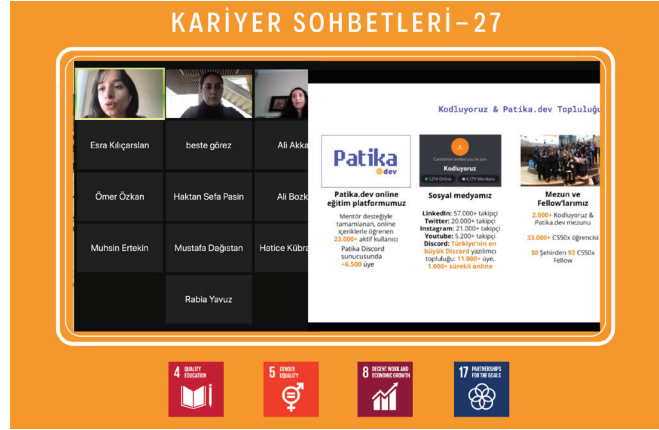 KARİYER SOHBETLERİ-27
Esra Kılıçarslan
beste görez
Ali Akka
Ömer Özkan
Haktan Sefa Pasin
Ali Bozk
Muhsin Ertekin
Mustafa Dağıstan
Hatice Kübra
Rabia Yavuz
Kodluyoruz & Patika.dev Topluluğu
Patika
dev
Patika.dev online
eğitim platformumuz
Mentör desteğiyle
tamamlanan, online
içeriklerle öğrenen
23.000+ aktif kullanıcı
Patika Discord
sunucusunda
+6.500 üye
Kodluyoruz
Sosyal medyamız
LinkedIn: 57.000+ takipçi
Twitter: 20.000+ takipçi
Instagram: 21.000+ takipçi
Youtube: 5.200+ takipçi
Discord: Türkiye'nin en
büyük Discord yazılımcı
topluluğu: 11.000+ üye,
1.000+ sürekli online
Mezun ve
Fellow'larımız
2.000+ Kodluyoruz &
Patika.dev mezunu
33.000+ CS50x öğrencisi
30 Şehirden 92 CS50x
Fellow
4 QUALITY
EDUCATION
5 GENDER
EQUALITY
8 DECENT WORK AND
ECONOMIC GROWTH
17 PARTNERSHIPS
FOR THE GOALS